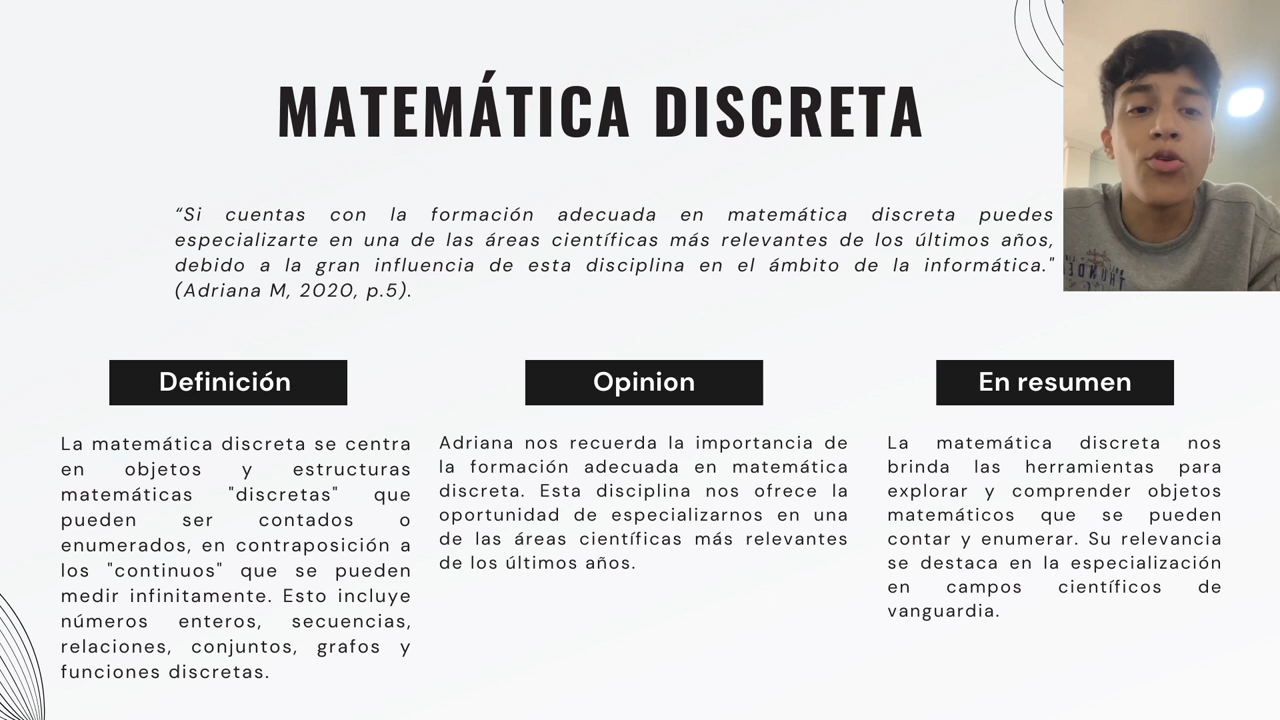 MATEMÁTICA DISCRETA
“Si cuentas con la formación adecuada en matemática discreta puedes
especializarte en una de las áreas científicas más relevantes de los últimos años,
debido a la gran influencia de esta disciplina en el ámbito de la informática."
(Adriana M, 2020, p.5).
Definición
La matemática discreta se centra
en objetos y estructuras
matemáticas "discretas" que
pueden ser contados o
enumerados, en contraposición a
los "continuos" que se pueden
medir infinitamente. Esto incluye
números enteros, secuencias,
relaciones, conjuntos, grafos y
funciones discretas.
Opinion
Adriana nos recuerda la importancia de
la formación adecuada en matemática
discreta. Esta disciplina nos ofrece la
oportunidad de especializarnos en una
de las áreas científicas más relevantes
de los últimos años.
En resumen
La matemática discreta nos
brinda las herramientas para
explorar y comprender objetos
matemáticos que se pueden
contar y enumerar. Su relevancia
se destaca en la especialización
en campos científicos de
vanguardia.